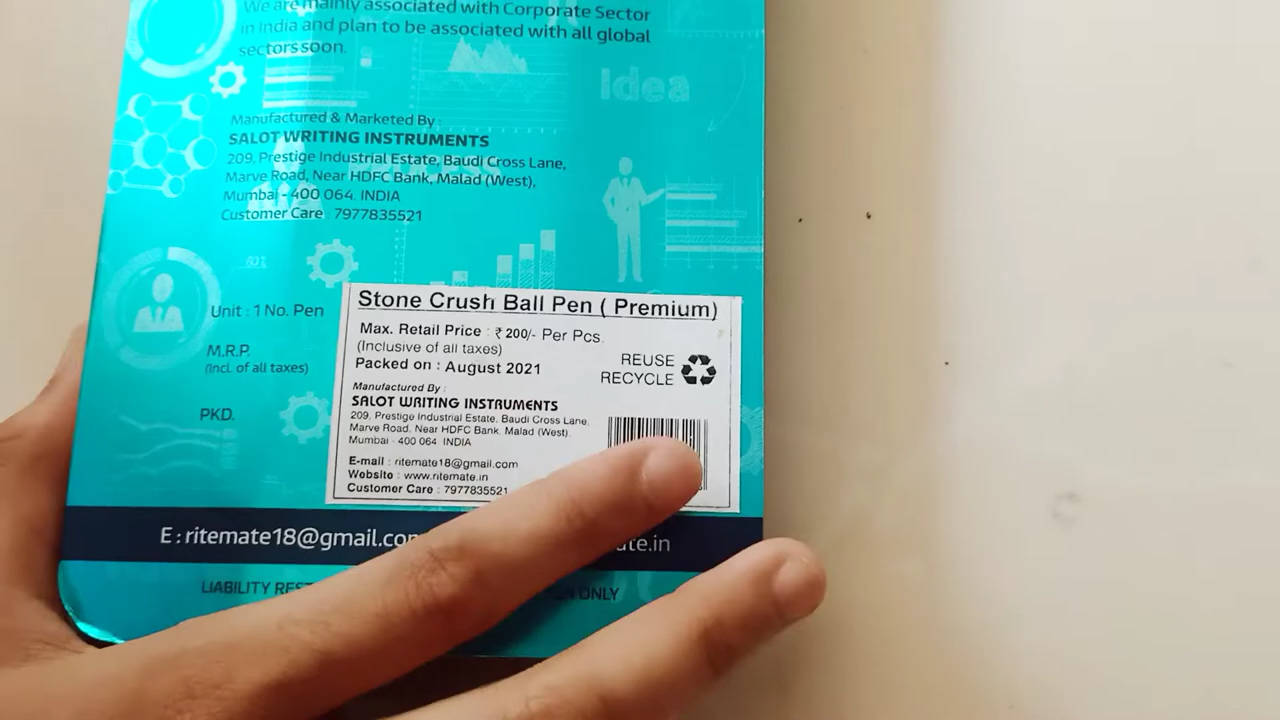 We are mainly associated with Corporate Sector
in India and plan to be associated with all global
sectors soon.
Idea
Manufactured & Marketed By :
SALOT WRITING INSTRUMENTS
209, Prestige Industrial Estate, Baudi Cross Lane,
Marve Road, Near HDFC Bank, Malad (West),
Mumbai - 400 064. INDIA
Customer Care 7977835521
60%
Unit : 1 No. Pen
M.R.P.
(Incl. of all taxes)
PKD.
Stone Crush Ball Pen ( Premium)
Max. Retail Price : ₹ 200/- Per Pcs.
(Inclusive of all taxes)
Packed on : August 2021
REUSE
RECYCLE
Manufactured By :
SALOT WRITING INSTRUMENTS
209, Prestige Industrial Estate, Baudi Cross Lane,
Marve Road, Near HDFC Bank, Malad (West),
Mumbai - 400 064 INDIA
E-mail : ritemate18@gmail.com
Website : www.ritemate.in
Customer Care : 7977835521
E : ritemate18@gmail.co
ate.in
LIABILITY ONLY